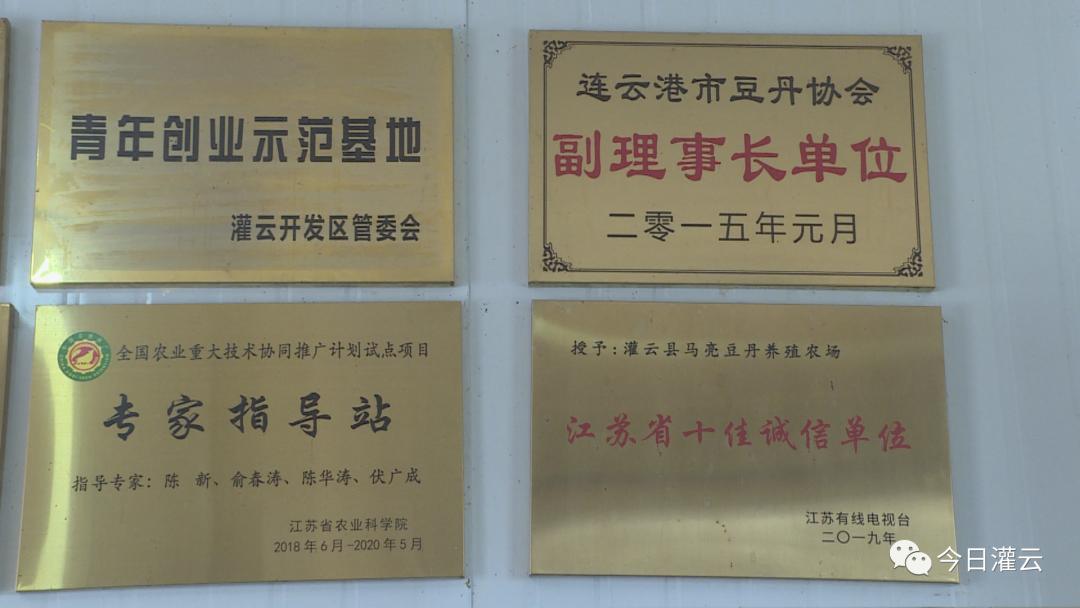 青年创业示范基地
灌云开发区管委会
连云港市豆丹协会
副理事长单位
二零一五年元月
全国农业重大技术协同推广计划试点项目
专家指导站
指导专家：陈 新、俞春涛、陈华涛、伏广成
江苏省农业科学院
2018年6月-2020年5月
授予：灌云县马亮豆丹养殖农场
江苏省十佳诚信单位
江苏有线电视台
二〇一九年
今日灌云